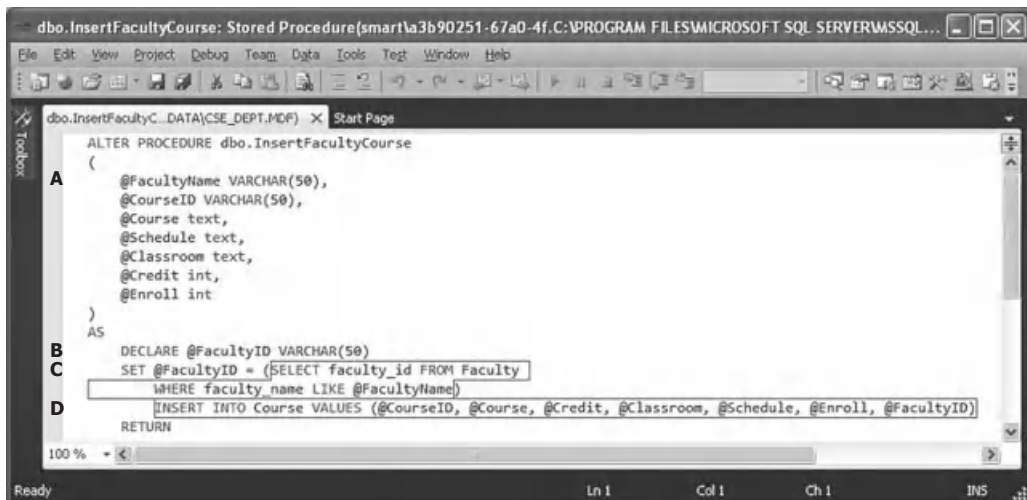 dbo.InsertFacultyCourse: Stored Procedure(smart\a3b90251-67a0-4f.C:\PROGRAM FILES\MICROSOFT SQL SERVER\MSSQL...
File Edit View Project Debug Team Data Tools Test Window Help
Toolbox
dbo.InsertFacultyC...DATA\CSE_DEPT.MDF) X Start Page
ALTER PROCEDURE dbo.InsertFacultyCourse
(
A @FacultyName VARCHAR(50),
@CourseID VARCHAR(50),
@Course text,
@Schedule text,
@Classroom text,
@Credit int,
@Enroll int
)
AS
B DECLARE @FacultyID VARCHAR(50)
C SET @FacultyID = (SELECT faculty_id FROM Faculty
WHERE faculty_name LIKE @FacultyName)
D INSERT INTO Course VALUES (@CourseID, @Course, @Credit, @Classroom, @Schedule, @Enroll, @FacultyID)
RETURN
100 %
Ready Ln 1 Col 1 Ch 1 INS